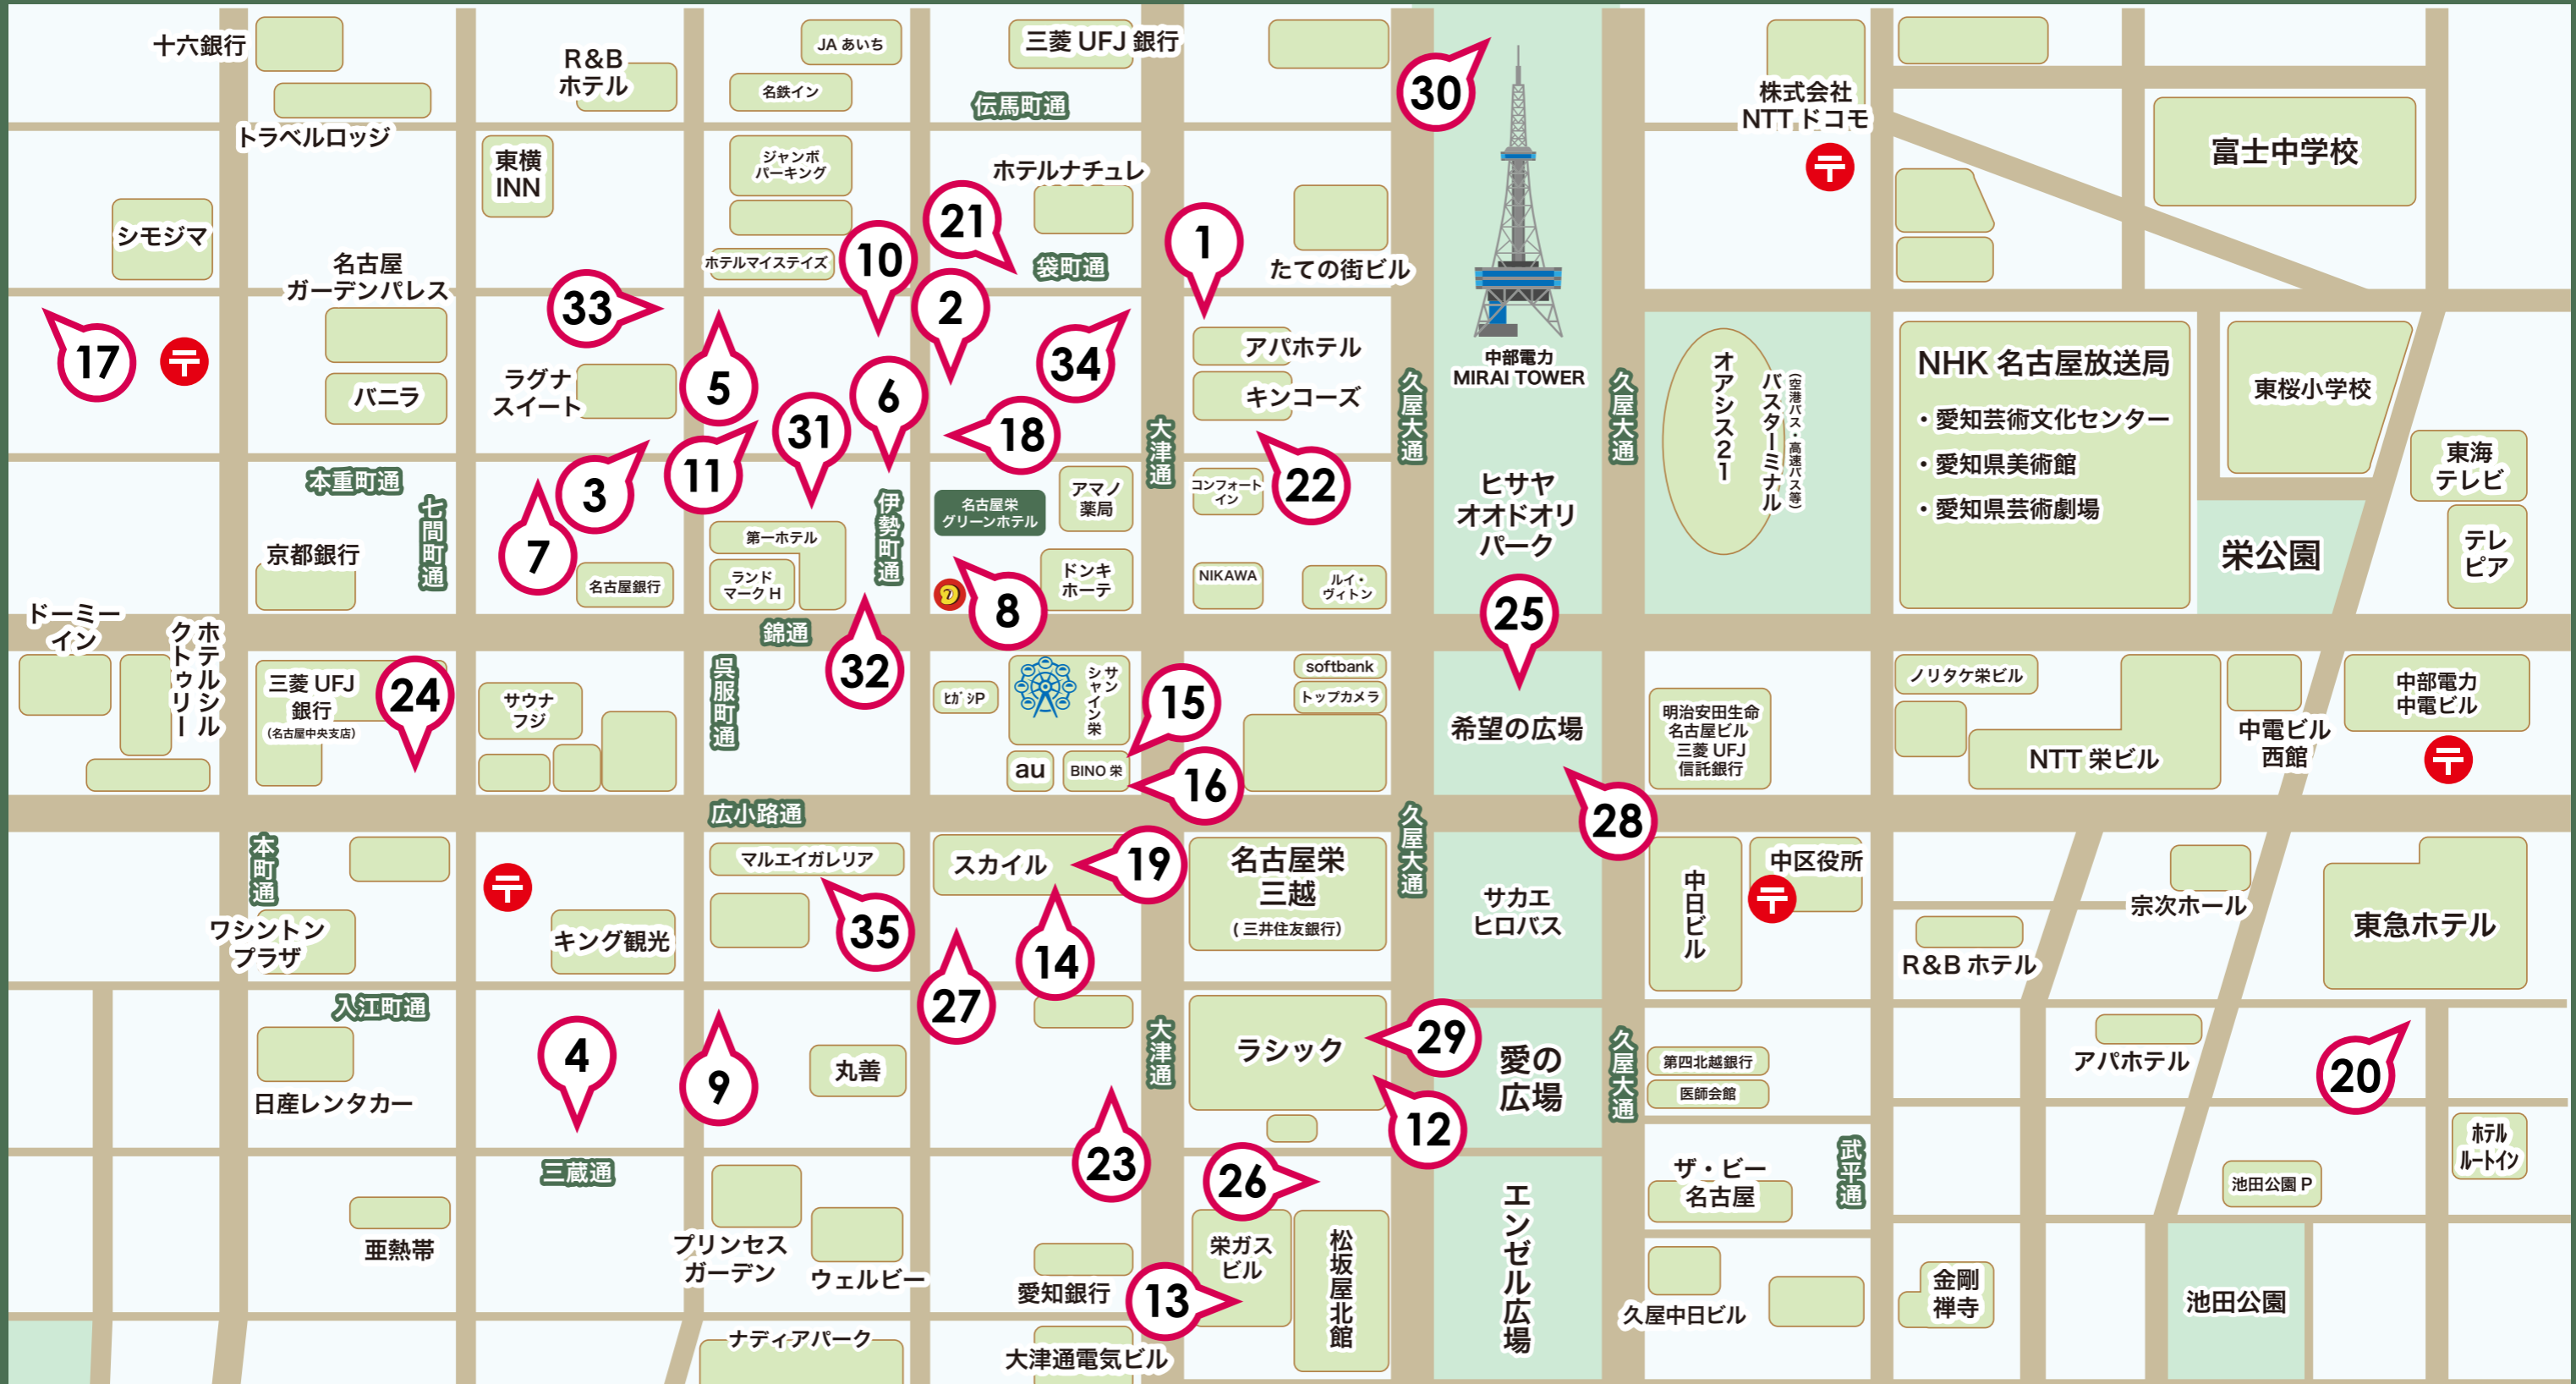 十六銀行
トラベルロッジ
R&B
ホテル
JA あいち
名鉄イン
三菱 UFJ 銀行
伝馬町通
30
株式会社
NTT ドコモ
富士中学校
シモジマ
東横
INN
ジャンボ
パーキング
ホテルマイステイズ
ホテルナチュレ
21
袋町通
10
1
たての街ビル
名古屋
ガーデンパレス
33
2
17
バニラ
ラグナ
スイート
5
6
34
アパホテル
キンコーズ
中部電力
MIRAI TOWER
久屋大通
久屋大通
オアシス21
バスターミナル
(空港バス・高速バス等)
NHK 名古屋放送局
・愛知芸術文化センター
・愛知県美術館
・愛知県芸術劇場
東桜小学校
東海
テレビ
テレ
ピア
栄公園
本重町通
七間町通
3
11
31
18
大津通
22
7
京都銀行
名古屋銀行
第一ホテル
ランド
マーク H
伊勢町通
名古屋栄
グリーンホテル
アマノ
薬局
コンフォート
イン
8
ドンキ
ホーテ
NIKAWA
ルイ・
ヴィトン
ヒサヤ
オオドオリ
パーク
25
ドーミー
イン
ホテルシル
クトゥリー
錦通
三菱 UFJ
銀行
(名古屋中央支店)
24
サウナ
フジ
呉服町通
32
ヒガシP
サン
シャイン栄
au
BINO 栄
15
16
softbank
トップカメラ
希望の広場
28
明治安田生命
名古屋ビル
三菱 UFJ
信託銀行
ノリタケ栄ビル
NTT 栄ビル
中電ビル
西館
中部電力
中電ビル
広小路通
本町通
ワシントン
プラザ
キング観光
マルエイガレリア
35
スカイル
19
14
27
名古屋栄
三越
(三井住友銀行)
久屋大通
サカエ
ヒロバス
中日ビル
中区役所
宗次ホール
R&B ホテル
東急ホテル
入江町通
日産レンタカー
4
9
丸善
大津通
23
ラシック
29
12
愛の
広場
久屋大通
第四北越銀行
医師会館
アパホテル
20
ホテル
ルートイン
三蔵通
亜熱帯
プリンセス
ガーデン
ウェルビー
26
栄ガス
ビル
13
松坂屋北館
エンゼル広場
ザ・ビー
名古屋
武平通
池田公園 P
愛知銀行
久屋中日ビル
金剛
禅寺
池田公園
ナディアパーク
大津通電気ビル